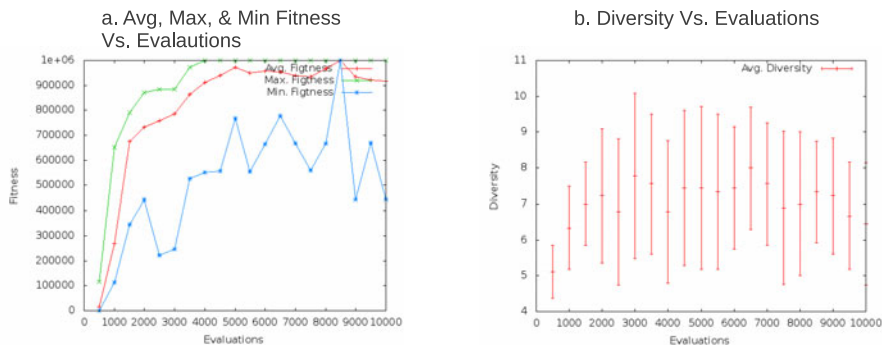 a. Avg, Max, & Min Fitness
Vs. Evalautions
1e+06
900000
800000
700000
600000
500000
400000
300000
200000
100000
0
Fitness
Avg. Figtness
Max. Figtness
Min. Figtness
0 1000 2000 3000 4000 5000 6000 7000 8000 9000 10000
Evaluations
b. Diversity Vs. Evaluations
11
10
9
8
7
6
5
4
Diversity
Avg. Diversity
0 1000 2000 3000 4000 5000 6000 7000 8000 9000 10000
Evaluations